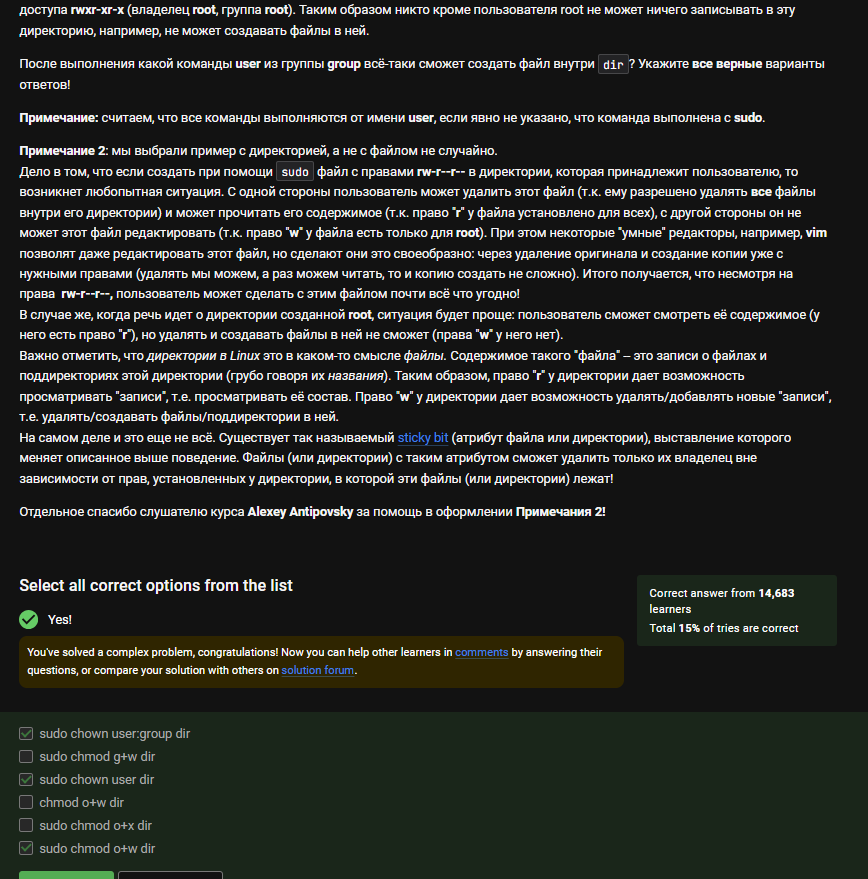 доступа rwxr-xr-x (владелец root, группа root). Таким образом никто кроме пользователя root не может ничего записывать в эту
директорию, например, не может создавать файлы в ней.
После выполнения какой команды user из группы group всё-таки сможет создать файл внутри dir? Укажите все верные варианты
ответов!
Примечание: считаем, что все команды выполняются от имени user, если явно не указано, что команда выполнена с sudo.
Примечание 2: мы выбрали пример с директорией, а не с файлом не случайно.
Дело в том, что если создать при помощи sudo файл с правами rw-r--r-- в директории, которая принадлежит пользователю, то
возникнет любопытная ситуация. С одной стороны пользователь может удалить этот файл (т.к. ему разрешено удалять все файлы
внутри его директории) и может прочитать его содержимое (т.к. право "r" у файла установлено для всех), с другой стороны он не
может этот файл редактировать (т.к. право "w" у файла есть только для root). При этом некоторые "умные" редакторы, например, vim
позволят даже редактировать этот файл, но сделают они это своеобразно: через удаление оригинала и создание копии уже с
нужными правами (удалять мы можем, а раз можем читать, то и копию создать не сложно). Итого получается, что несмотря на
права rw-r--r--, пользователь может сделать с этим файлом почти всё что угодно!
В случае же, когда речь идет о директории созданной root, ситуация будет проще: пользователь сможет смотреть её содержимое (у
него есть право "r"), но удалять и создавать файлы в ней не сможет (права "w" у него нет).
Важно отметить, что директории в Linux это в каком-то смысле файлы. Содержимое такого "файла" – это записи о файлах и
поддиректориях этой директории (грубо говоря их названия). Таким образом, право "r" у директории дает возможность
просматривать "записи", т.е. просматривать её состав. Право "w" у директории дает возможность удалять/добавлять новые "записи",
т.е. удалять/создавать файлы/поддиректории в ней.
На самом деле и это еще не всё. Существует так называемый sticky bit (атрибут файла или директории), выставление которого
меняет описанное выше поведение. Файлы (или директории) с таким атрибутом сможет удалить только их владелец вне
зависимости от прав, установленных у директории, в которой эти файлы (или директории) лежат!
Отдельное спасибо слушателю курса Alexey Antipovsky за помощь в оформлении Примечания 2!
Select all correct options from the list
Correct answer from 14,683
learners
Total 15% of tries are correct
Yes!
You've solved a complex problem, congratulations! Now you can help other learners in comments by answering their
questions, or compare your solution with others on solution forum.
sudo chown user:group dir
sudo chmod g+w dir
sudo chown user dir
chmod o+w dir
sudo chmod o+x dir
sudo chmod o+w dir